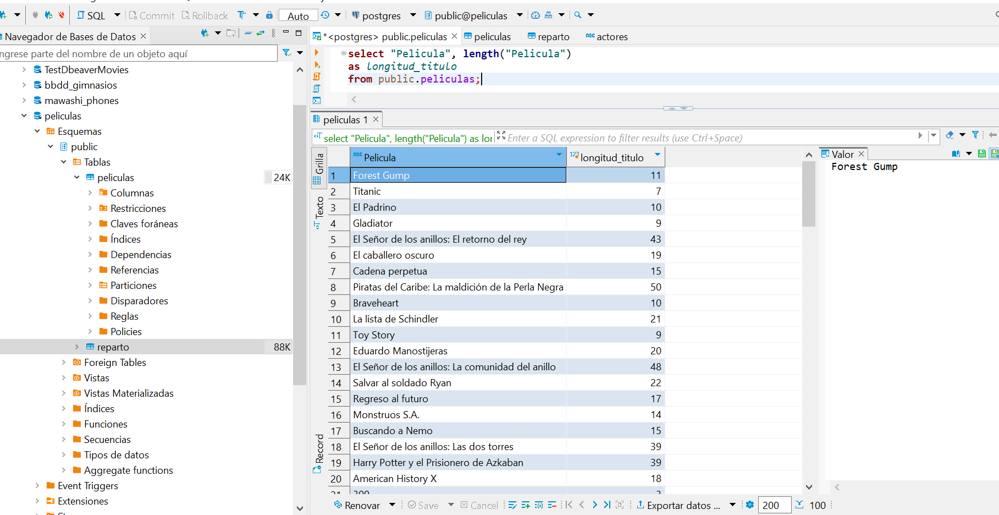 SQL
Commit
Rollback
Auto
postgres
public@peliculas
Navegador de Bases de Datos
ngrese parte del nombre de un objeto aquí
TestDbeaverMovies
bbdd_gimnasios
mawashi_phones
peliculas
Esquemas
public
Tablas
peliculas 24K
Columnas
Restricciones
Claves foráneas
Índices
Dependencias
Referencias
Particiones
Disparadores
Reglas
Policies
reparto 88K
Foreign Tables
Vistas
Vistas Materializadas
Índices
Funciones
Secuencias
Tipos de datos
Aggregate functions
Event Triggers
Extensiones
*<postgres> public.peliculas
peliculas
reparto
actores
select "Pelicula", length("Pelicula")
as longitud_titulo
from public.peliculas;
peliculas 1
select "Pelicula", length("Pelicula") as lor
Enter a SQL expression to filter results (use Ctrl+Space)
Grilla
Texto
Record
Pelicula longitud_titulo
1 Forest Gump 11
2 Titanic 7
3 El Padrino 10
4 Gladiator 9
5 El Señor de los anillos: El retorno del rey 43
6 El caballero oscuro 19
7 Cadena perpetua 15
8 Piratas del Caribe: La maldición de la Perla Negra 50
9 Braveheart 10
10 La lista de Schindler 21
11 Toy Story 9
12 Eduardo Manostijeras 20
13 El Señor de los anillos: La comunidad del anillo 48
14 Salvar al soldado Ryan 22
15 Regreso al futuro 17
16 Monstruos S.A. 14
17 Buscando a Nemo 15
18 El Señor de los anillos: Las dos torres 39
19 Harry Potter y el Prisionero de Azkaban 39
20 American History X 18
21 300 3
Valor
Forest Gump
Renovar
Save
Cancel
Exportar datos ...
200
100